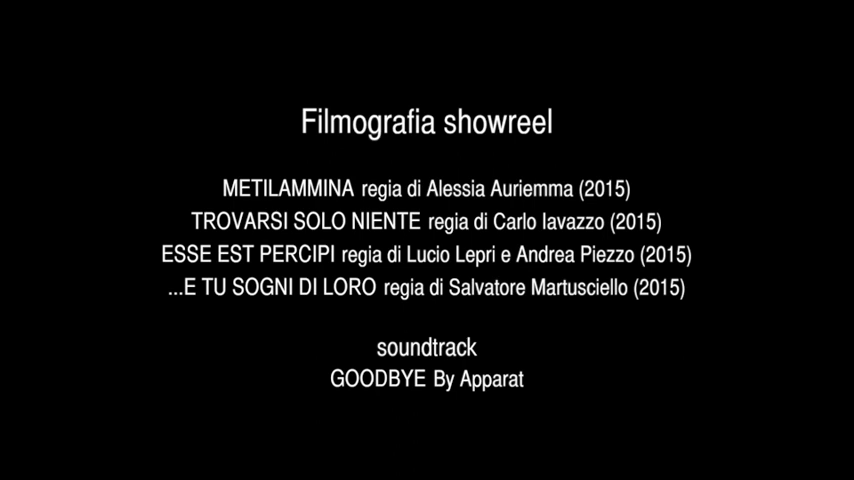 Filmografia showreel
METILAMMINA regia di Alessia Auriemma (2015)
TROVARSI SOLO NIENTE regia di Carlo Iavazzo (2015)
ESSE EST PERCIPI regia di Lucio Lepri e Andrea Piezzo (2015)
...E TU SOGNI DI LORO regia di Salvatore Martusciello (2015)
soundtrack
GOODBYE By Apparat